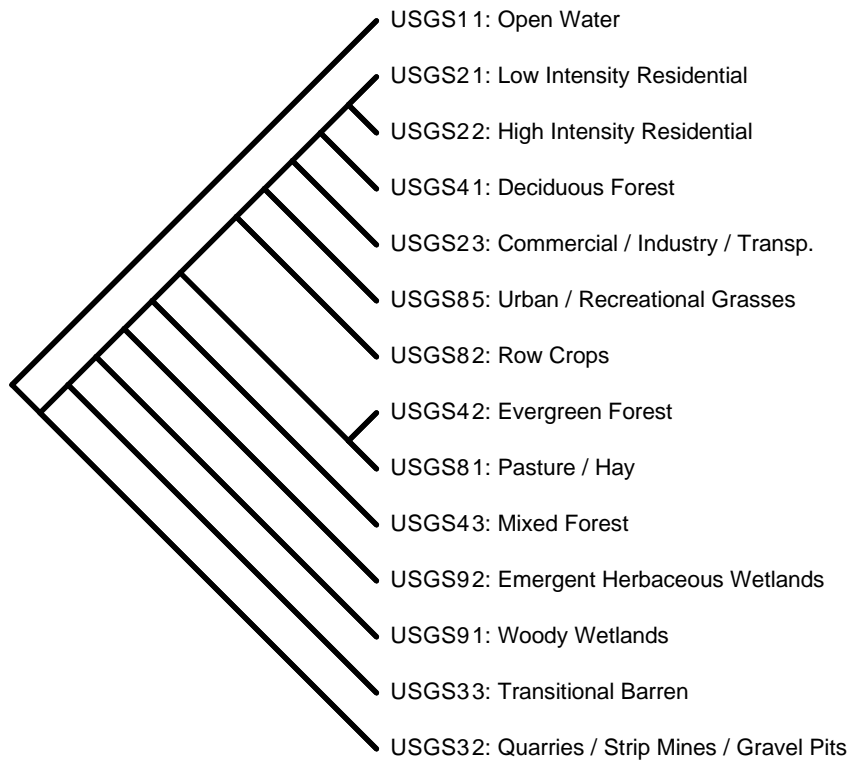 USGS11: Open Water
USGS21: Low Intensity Residential
USGS22: High Intensity Residential
USGS41: Deciduous Forest
USGS23: Commercial / Industry / Transp.
USGS85: Urban / Recreational Grasses
USGS82: Row Crops
USGS42: Evergreen Forest
USGS81: Pasture / Hay
USGS43: Mixed Forest
USGS92: Emergent Herbaceous Wetlands
USGS91: Woody Wetlands
USGS33: Transitional Barren
USGS32: Quarries / Strip Mines / Gravel Pits